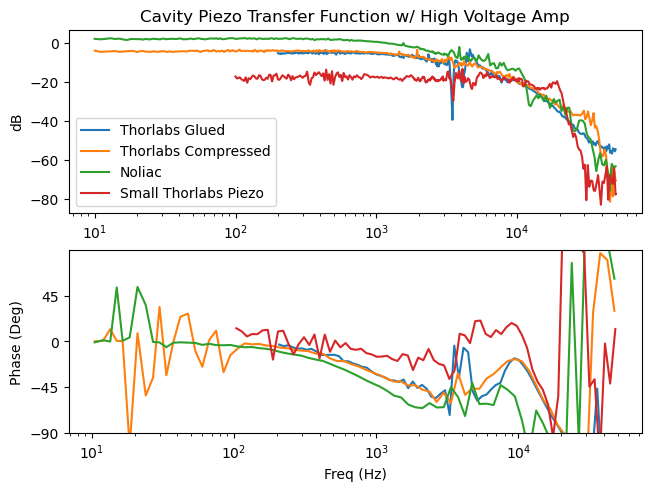 Cavity Piezo Transfer Function w/ High Voltage Amp
dB
0
−20
−40
−60
−80
Thorlabs Glued
Thorlabs Compressed
Noliac
Small Thorlabs Piezo
10¹ 10² 10³ 10⁴
Phase (Deg)
45
0
−45
−90
10¹ 10² 10³ 10⁴
Freq (Hz)